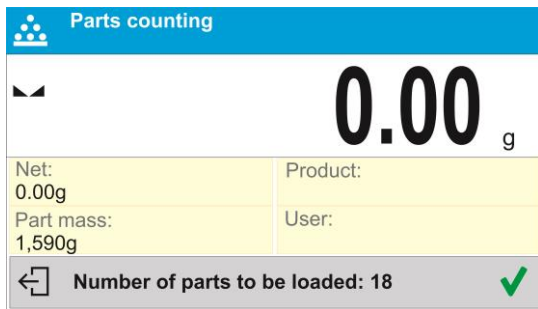 Parts counting
0.00 g
Net:
0.00g
Product:
Part mass:
1,590g
User:
Number of parts to be loaded: 18